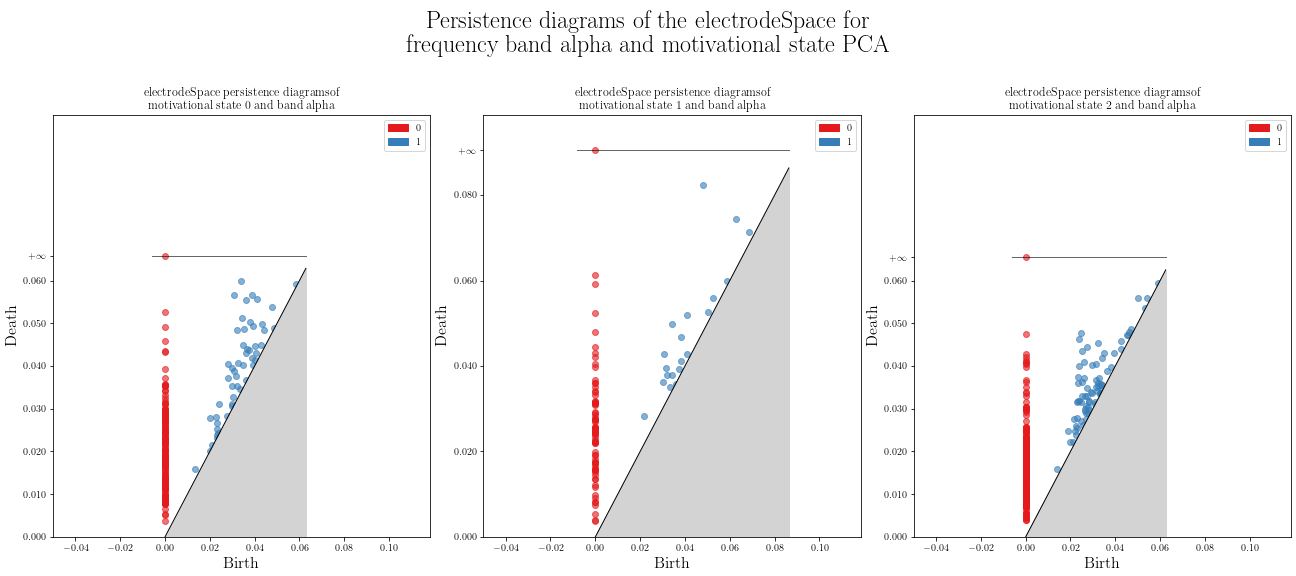 Persistence diagrams of the electrodeSpace for
frequency band alpha and motivational state PCA
electrodeSpace persistence diagramsof
motivational state 0 and band alpha
0
1
+∞
0.060
0.050
0.040
0.030
0.020
0.010
0.000
Death
−0.04 −0.02 0.00 0.02 0.04 0.06 0.08 0.10
Birth
electrodeSpace persistence diagramsof
motivational state 1 and band alpha
0
1
+∞
0.080
0.060
0.040
0.020
0.000
Death
−0.04 −0.02 0.00 0.02 0.04 0.06 0.08 0.10
Birth
electrodeSpace persistence diagramsof
motivational state 2 and band alpha
0
1
+∞
0.060
0.050
0.040
0.030
0.020
0.010
0.000
Death
−0.04 −0.02 0.00 0.02 0.04 0.06 0.08 0.10
Birth